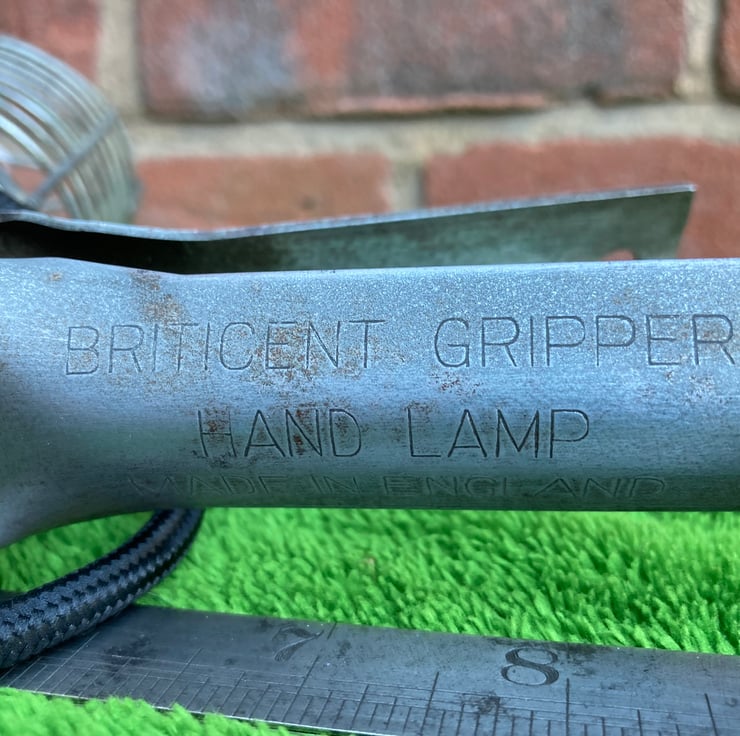 BRITICENT GRIPPER
HAND LAMP
MADE IN ENGLAND
7 8